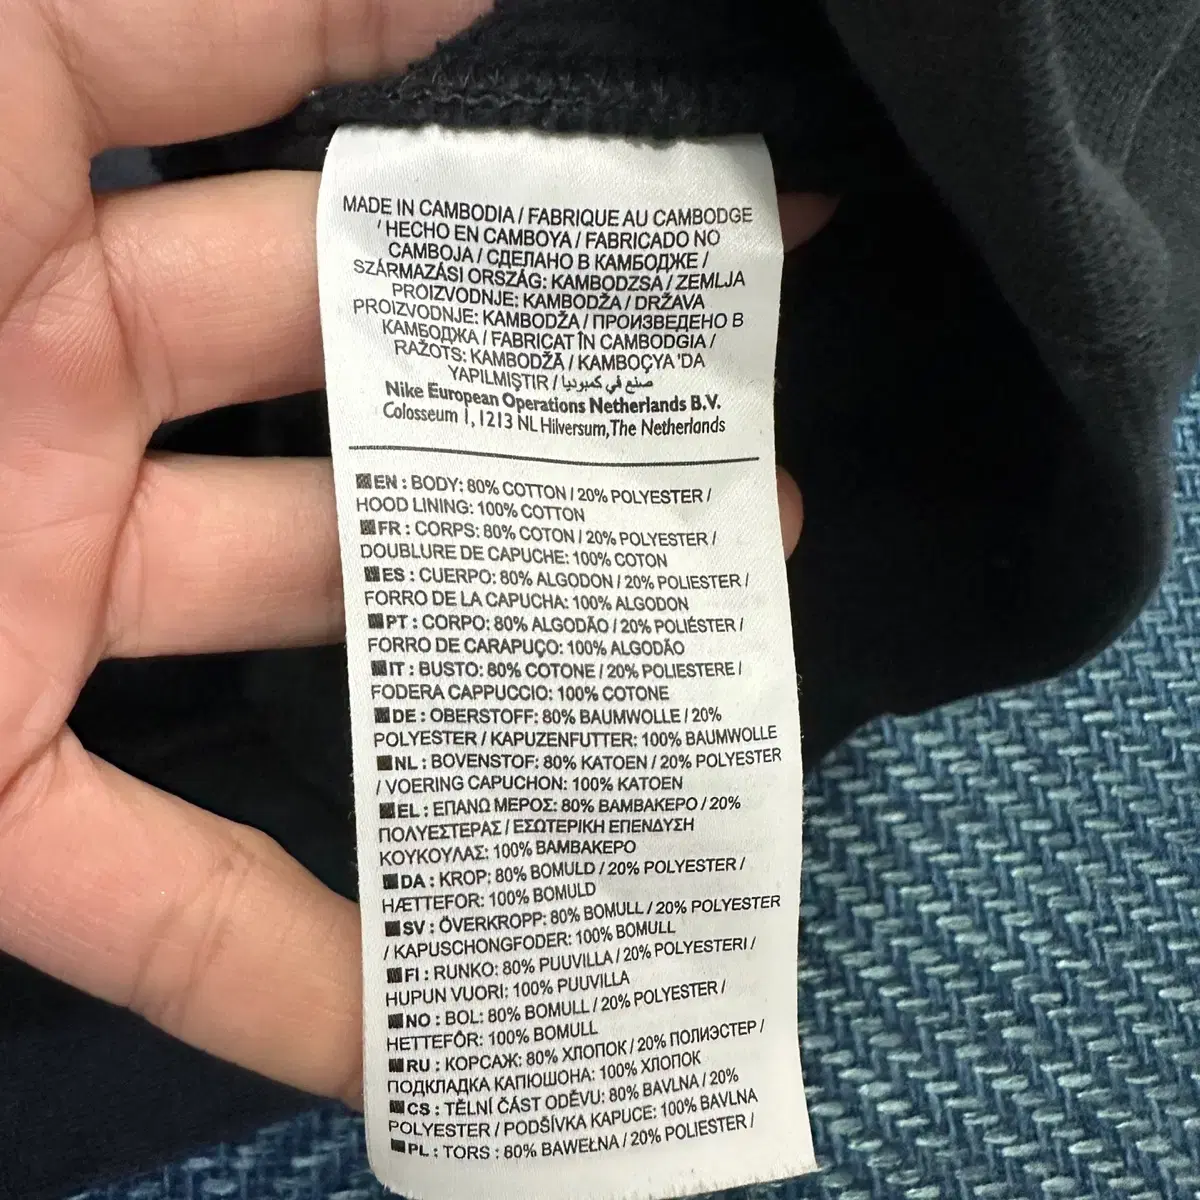 MADE IN CAMBODIA / FABRIQUE AU CAMBODGE
/ HECHO EN CAMBOYA / FABRICADO NO
CAMBOJA / СДЕЛАНО В КАМБОДЖЕ /
SZÁRMAZÁSI ORSZÁG: KAMBODZSA / ZEMLJA
PROIZVODNJE: KAMBODŽA / DRŽAVA
PROIZVODNJE: KAMBODŽA / ПРОИЗВЕДЕНО В
КАМБОДЖА / FABRICAT ÎN CAMBODGIA /
RAŽOTS: KAMBODŽĀ / KAMBOÇYA'DA
YAPILMIŞTIR / صنع في كمبوديا
Nike European Operations Netherlands B.V.
Colosseum 1, 1213 NL Hilversum, The Netherlands
EN : BODY: 80% COTTON / 20% POLYESTER /
HOOD LINING: 100% COTTON
FR : CORPS: 80% COTON / 20% POLYESTER /
DOUBLURE DE CAPUCHE: 100% COTON
ES : CUERPO: 80% ALGODON / 20% POLIESTER /
FORRO DE LA CAPUCHA: 100% ALGODON
PT : CORPO: 80% ALGODÃO / 20% POLIÉSTER /
FORRO DE CARAPUÇO: 100% ALGODÃO
IT : BUSTO: 80% COTONE / 20% POLIESTERE /
FODERA CAPPUCCIO: 100% COTONE
DE : OBERSTOFF: 80% BAUMWOLLE / 20%
POLYESTER / KAPUZENFUTTER: 100% BAUMWOLLE
NL : BOVENSTOF: 80% KATOEN / 20% POLYESTER
/ VOERING CAPUCHON: 100% KATOEN
EL : ΕΠΑΝΩ ΜΕΡΟΣ: 80% ΒΑΜΒΑΚΕΡΟ / 20%
ΠΟΛΥΕΣΤΕΡΑΣ / ΕΣΩΤΕΡΙΚΗ ΕΠΕΝΔΥΣΗ
ΚΟΥΚΟΥΛΑΣ: 100% ΒΑΜΒΑΚΕΡΟ
DA : KROP: 80% BOMULD / 20% POLYESTER /
HÆTTEFOR: 100% BOMULD
SV : ÖVERKROPP: 80% BOMULL / 20% POLYESTER
/ KAPUSCHONGFODER: 100% BOMULL
FI : RUNKO: 80% PUUVILLA / 20% POLYESTERI /
HUPUN VUORI: 100% PUUVILLA
NO : BOL: 80% BOMULL / 20% POLYESTER /
HETTEFÔR: 100% BOMULL
RU : КОРСАЖ: 80% ХЛОПОК / 20% ПОЛИЭСТЕР /
ПОДКЛАДКА КАПЮШОНА: 100% ХЛОПОК
CS : TĚLNÍ ČÁST ODĚVU: 80% BAVLNA / 20%
POLYESTER / PODŠÍVKA KAPUCE: 100% BAVLNA
PL : TORS : 80% BAWEŁNA / 20% POLIESTER /